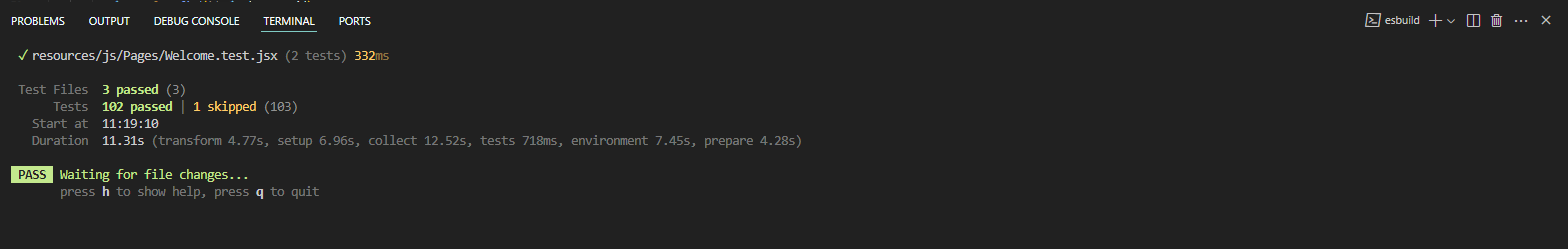 PROBLEMS OUTPUT DEBUG CONSOLE TERMINAL PORTS esbuild
✓ resources/js/Pages/Welcome.test.jsx (2 tests) 332ms
Test Files 3 passed (3)
Tests 102 passed | 1 skipped (103)
Start at 11:19:10
Duration 11.31s (transform 4.77s, setup 6.96s, collect 12.52s, tests 718ms, environment 7.45s, prepare 4.28s)
PASS Waiting for file changes...
press h to show help, press q to quit